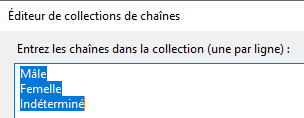 Éditeur de collections de chaînes
Entrez les chaînes dans la collection (une par ligne) :
Mâle
Femelle
Indéterminé